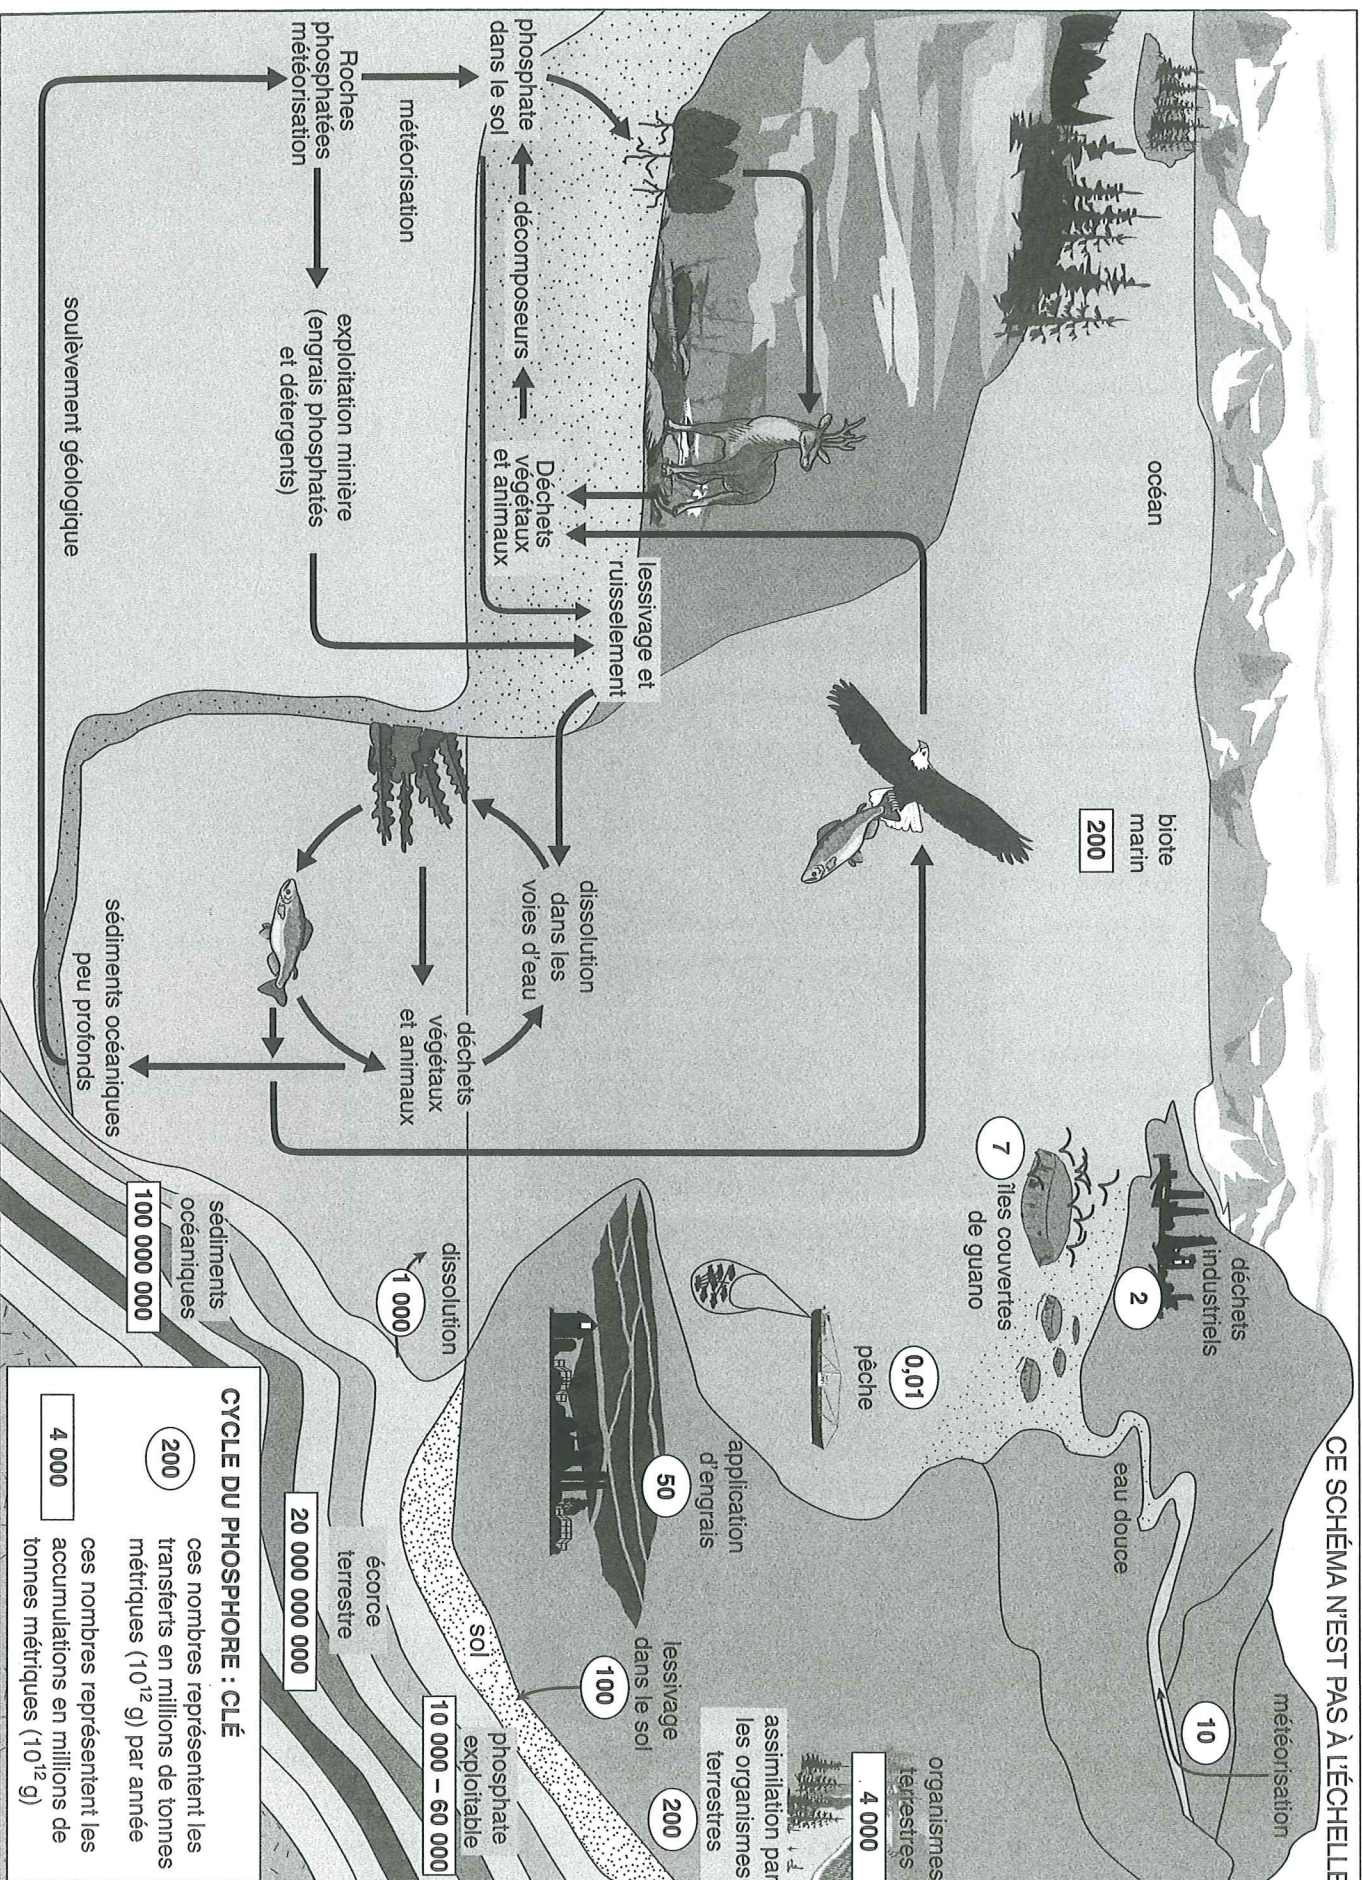 CE SCHÉMA N'EST PAS À L'ÉCHELLE
océan
biote
marin
200
déchets
industriels
2
7
îles couvertes
de guano
eau douce
météorisation
10
0,01
pêche
organismes
terrestres
4 000
assimilation par
les organismes
terrestres
200
application
d'engrais
50
lessivage
dans le sol
100
phosphate
dans le sol
décomposeurs
Déchets
végétaux
et animaux
lessivage et
ruisselement
dissolution
dans les
voies d'eau
déchets
végétaux
et animaux
dissolution
1 000
sol
phosphate
exploitable
10 000 – 60 000
météorisation
Roches
phosphatées
météorisation
exploitation minière
(engrais phosphatés
et détergents)
soulèvement géologique
sédiments océaniques
peu profonds
sédiments
océaniques
100 000 000
écorce
terrestre
20 000 000 000
CYCLE DU PHOSPHORE : CLÉ
200
ces nombres représentent les
transferts en millions de tonnes
métriques (10¹² g) par année
4 000
ces nombres représentent les
accumulations en millions de
tonnes métriques (10¹² g)